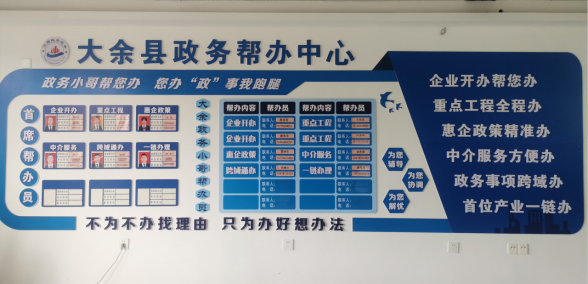 大余县政务帮办中心
政务小哥帮您办 您办“政”事我跑腿
首席帮办员
企业开办 重点工程 惠企政策
中介服务 跨域通办 一链办理
大余政务小哥帮办员
帮办内容 帮办员 帮办内容 帮办员
企业开办 重点工程
企业开办 重点工程
惠企政策 中介服务
跨域通办 一链办理
为您辅导
为您协调
为您解忧
企业开办帮您办
重点工程全程办
惠企政策精准办
中介服务方便办
政务事项跨域办
首位产业一链办
不为不办找理由 只为办好想办法